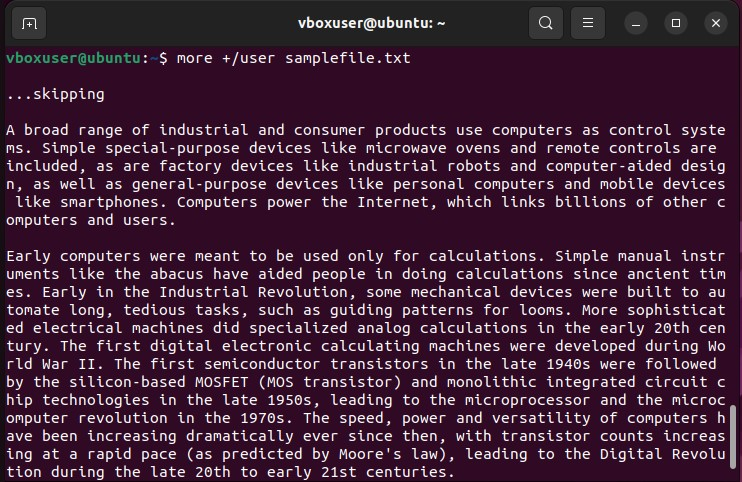 vboxuser@ubuntu: ~
vboxuser@ubuntu:~$ more +/user samplefile.txt
...skipping
A broad range of industrial and consumer products use computers as control syste
ms. Simple special-purpose devices like microwave ovens and remote controls are
included, as are factory devices like industrial robots and computer-aided desig
n, as well as general-purpose devices like personal computers and mobile devices
 like smartphones. Computers power the Internet, which links billions of other c
omputers and users.
Early computers were meant to be used only for calculations. Simple manual instr
uments like the abacus have aided people in doing calculations since ancient tim
es. Early in the Industrial Revolution, some mechanical devices were built to au
tomate long, tedious tasks, such as guiding patterns for looms. More sophisticat
ed electrical machines did specialized analog calculations in the early 20th cen
tury. The first digital electronic calculating machines were developed during Wo
rld War II. The first semiconductor transistors in the late 1940s were followed
by the silicon-based MOSFET (MOS transistor) and monolithic integrated circuit c
hip technologies in the late 1950s, leading to the microprocessor and the microc
omputer revolution in the 1970s. The speed, power and versatility of computers h
ave been increasing dramatically ever since then, with transistor counts increas
ing at a rapid pace (as predicted by Moore's law), leading to the Digital Revolu
tion during the late 20th to early 21st centuries.